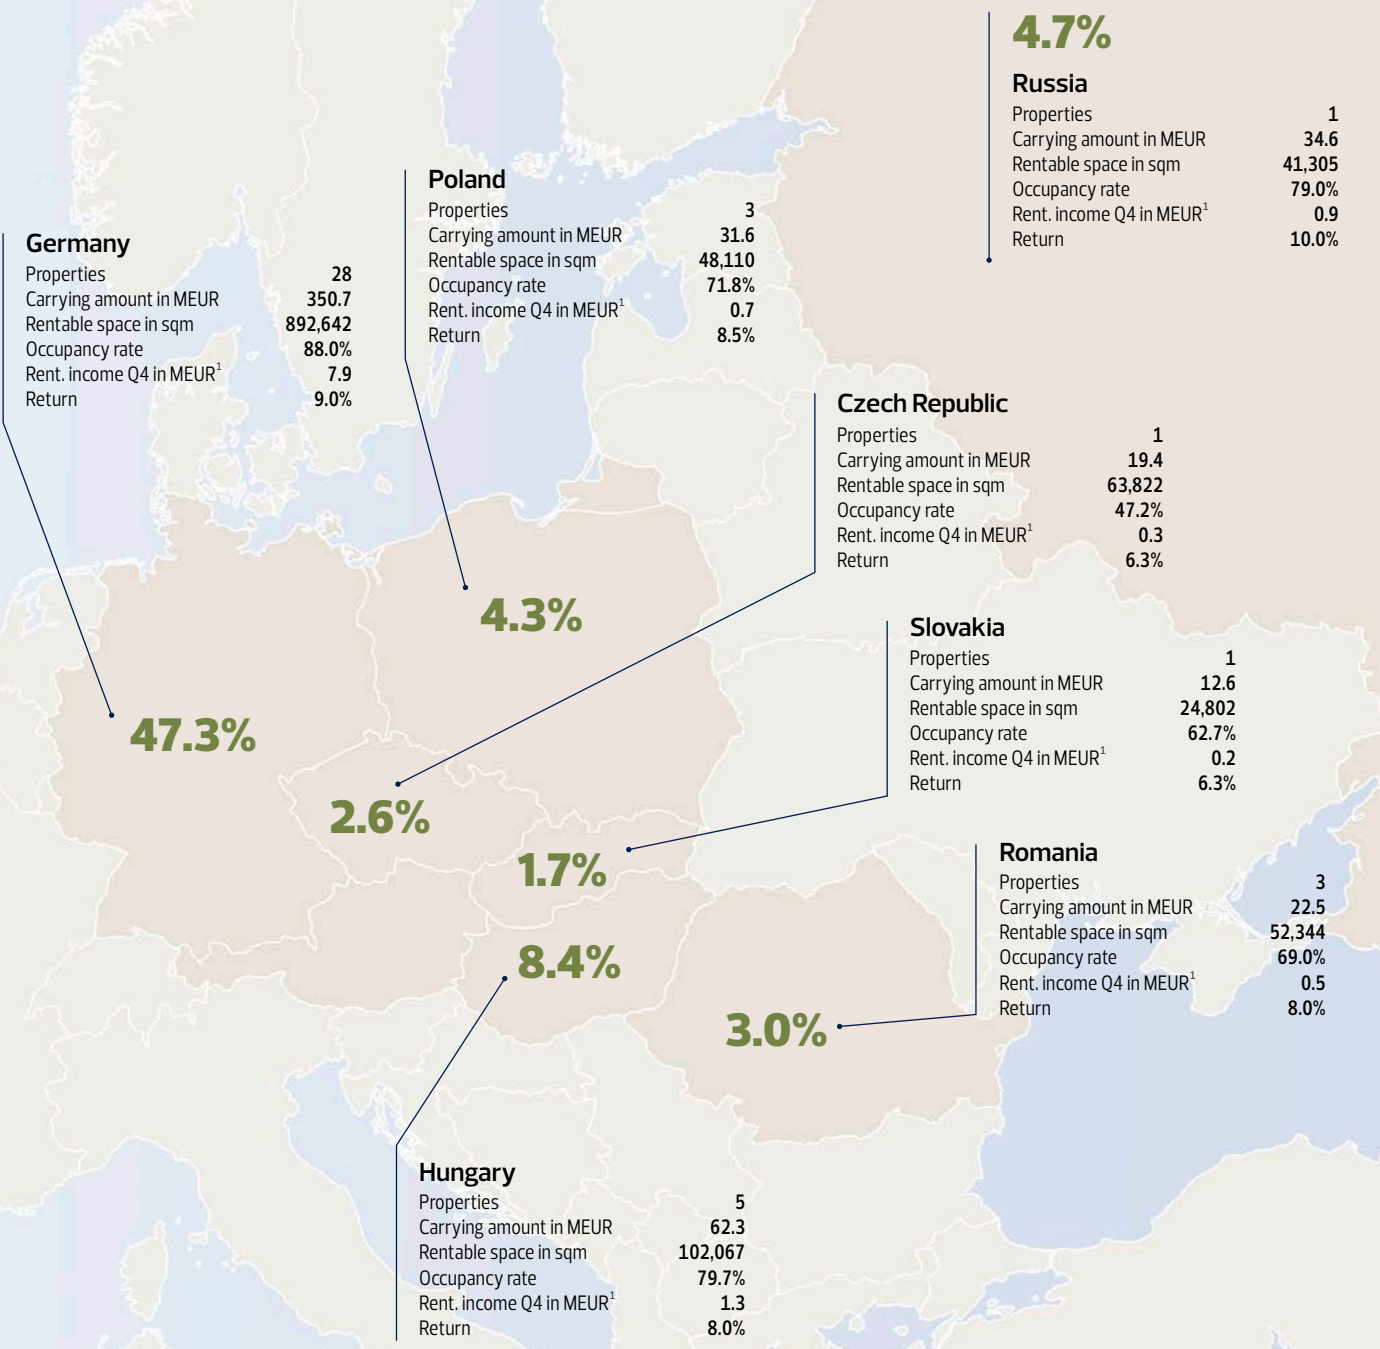 4.7%
Russia
Properties 1
Carrying amount in MEUR 34.6
Rentable space in sqm 41,305
Occupancy rate 79.0%
Rent. income Q4 in MEUR¹ 0.9
Return 10.0%
Poland
Properties 3
Carrying amount in MEUR 31.6
Rentable space in sqm 48,110
Occupancy rate 71.8%
Rent. income Q4 in MEUR¹ 0.7
Return 8.5%
Germany
Properties 28
Carrying amount in MEUR 350.7
Rentable space in sqm 892,642
Occupancy rate 88.0%
Rent. income Q4 in MEUR¹ 7.9
Return 9.0%
Czech Republic
Properties 1
Carrying amount in MEUR 19.4
Rentable space in sqm 63,822
Occupancy rate 47.2%
Rent. income Q4 in MEUR¹ 0.3
Return 6.3%
4.3%
Slovakia
Properties 1
Carrying amount in MEUR 12.6
Rentable space in sqm 24,802
Occupancy rate 62.7%
Rent. income Q4 in MEUR¹ 0.2
Return 6.3%
47.3%
2.6%
1.7%
Romania
Properties 3
Carrying amount in MEUR 22.5
Rentable space in sqm 52,344
Occupancy rate 69.0%
Rent. income Q4 in MEUR¹ 0.5
Return 8.0%
8.4%
3.0%
Hungary
Properties 5
Carrying amount in MEUR 62.3
Rentable space in sqm 102,067
Occupancy rate 79.7%
Rent. income Q4 in MEUR¹ 1.3
Return 8.0%